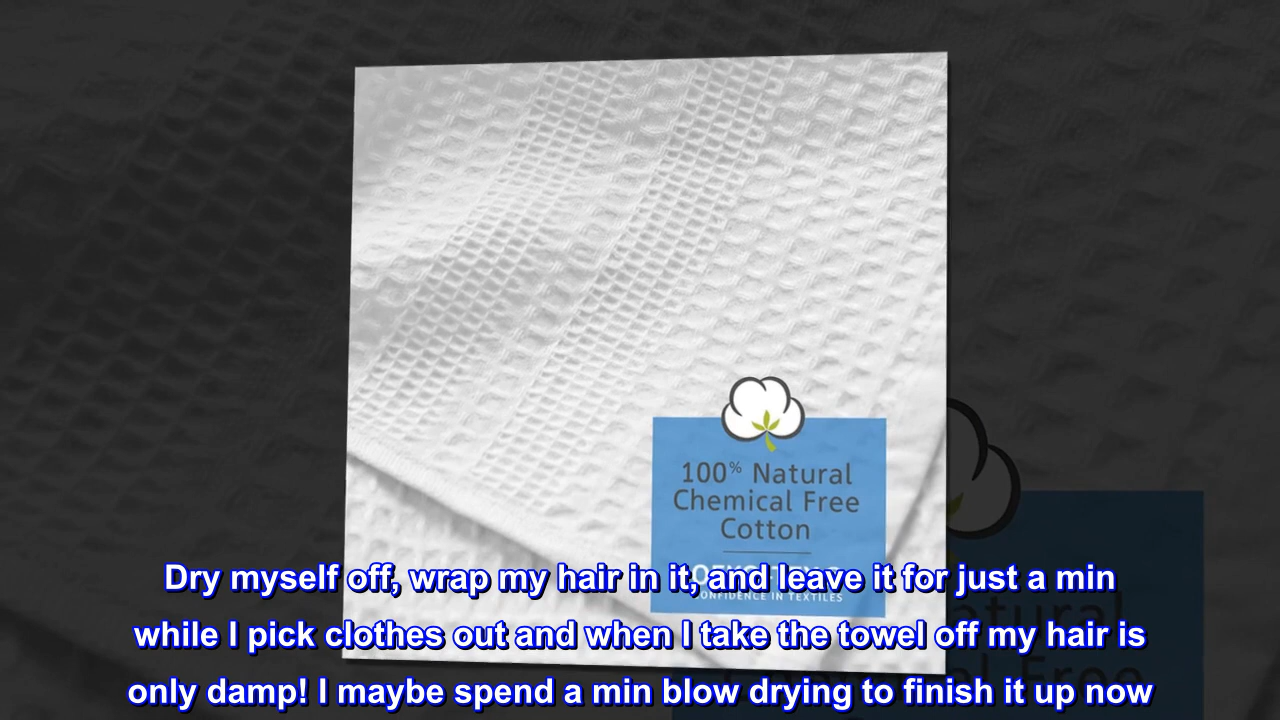 100% Natural
Chemical Free
Cotton
CONFIDENCE IN TEXTILES
Dry myself off, wrap my hair in it, and leave it for just a min
while I pick clothes out and when I take the towel off my hair is
only damp! I maybe spend a min blow drying to finish it up now